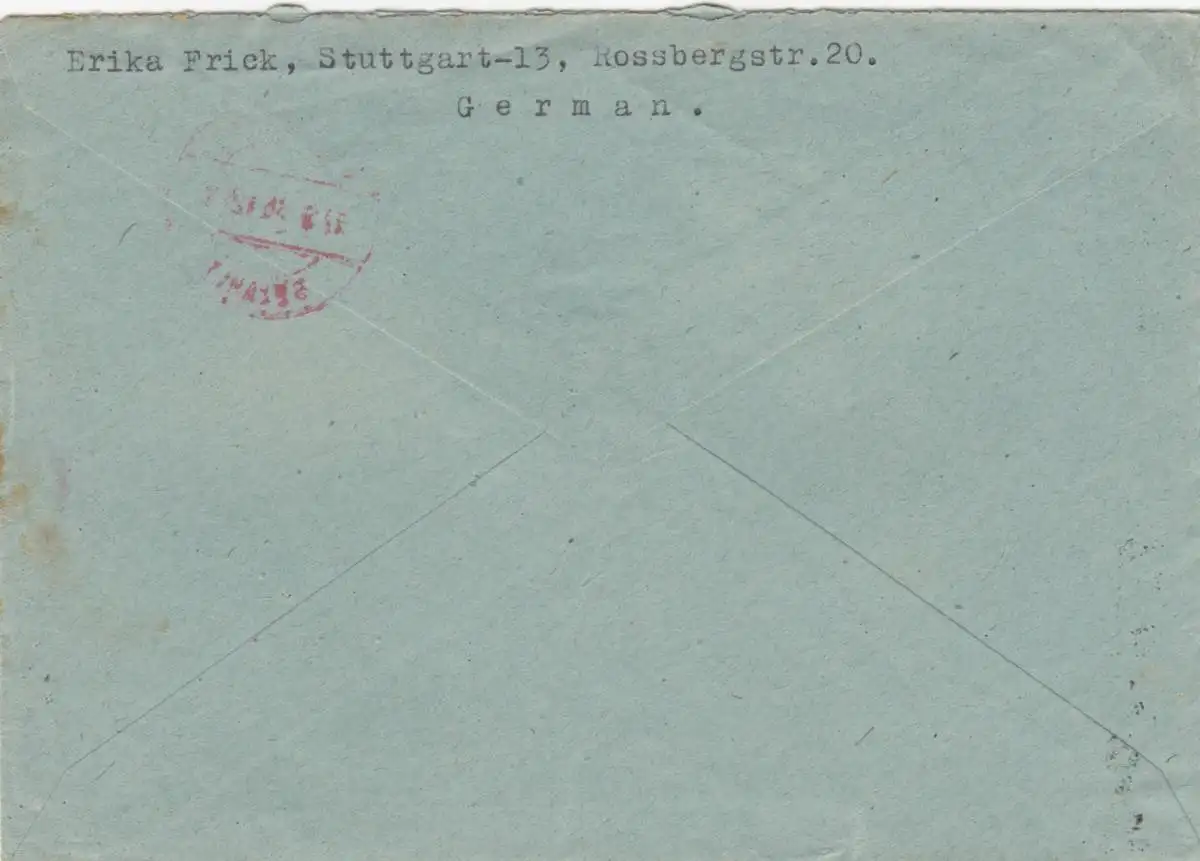 Erika Frick, Stuttgart-13, Rossbergstr.20.
G e r m a n .